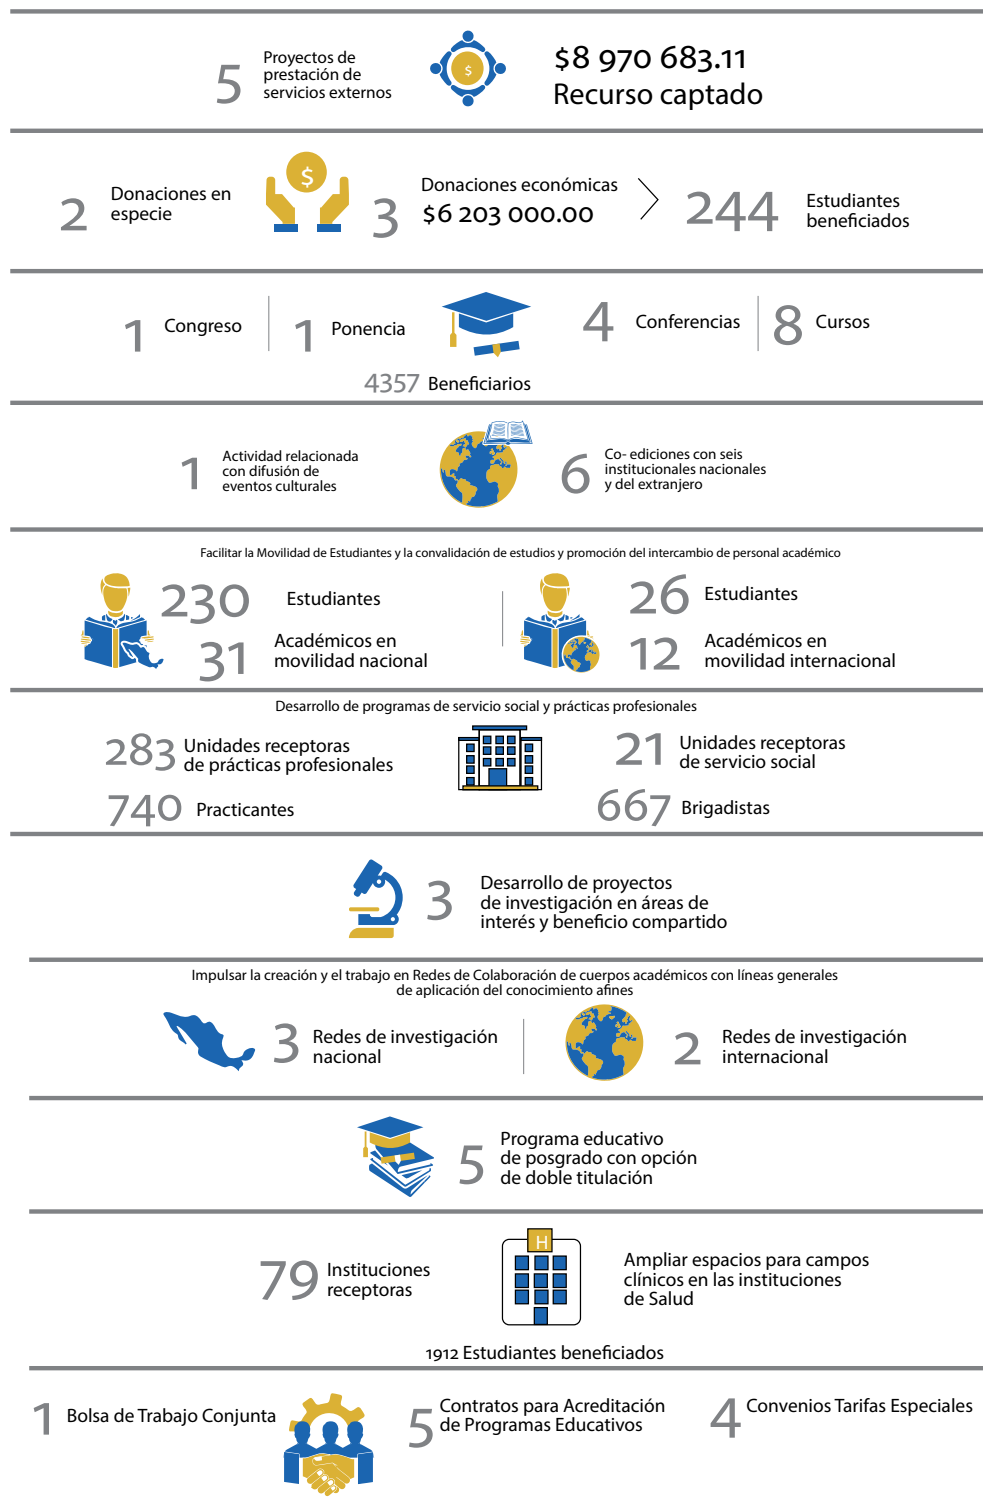 5 Proyectos de
prestación de
servicios externos
$
$8 970 683.11
Recurso captado
2 Donaciones en
especie
$
3 Donaciones económicas
$6 203 000.00
244 Estudiantes
beneficiados
1 Congreso
1 Ponencia
4 Conferencias
8 Cursos
4357 Beneficiarios
1 Actividad relacionada
con difusión de
eventos culturales
6 Co- ediciones con seis
institucionales nacionales
y del extranjero
Facilitar la Movilidad de Estudiantes y la convalidación de estudios y promoción del intercambio de personal académico
230 Estudiantes
31 Académicos en
movilidad nacional
26 Estudiantes
12 Académicos en
movilidad internacional
Desarrollo de programas de servicio social y prácticas profesionales
283 Unidades receptoras
de prácticas profesionales
740 Practicantes
21 Unidades receptoras
de servicio social
667 Brigadistas
3 Desarrollo de proyectos
de investigación en áreas de
interés y beneficio compartido
Impulsar la creación y el trabajo en Redes de Colaboración de cuerpos académicos con líneas generales
de aplicación del conocimiento afines
3 Redes de investigación
nacional
2 Redes de investigación
internacional
5 Programa educativo
de posgrado con opción
de doble titulación
79 Instituciones
receptoras
H
Ampliar espacios para campos
clínicos en las instituciones
de Salud
1912 Estudiantes beneficiados
1 Bolsa de Trabajo Conjunta
5 Contratos para Acreditación
de Programas Educativos
4 Convenios Tarifas Especiales